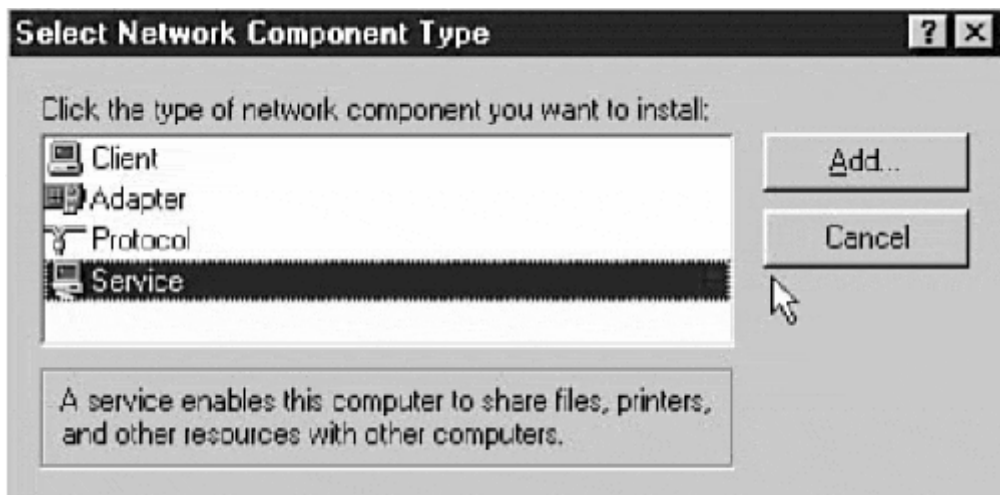 Select Network Component Type
Click the type of network component you want to install:
Client
Adapter
Protocol
Service
Add...
Cancel
A service enables this computer to share files, printers,
and other resources with other computers.